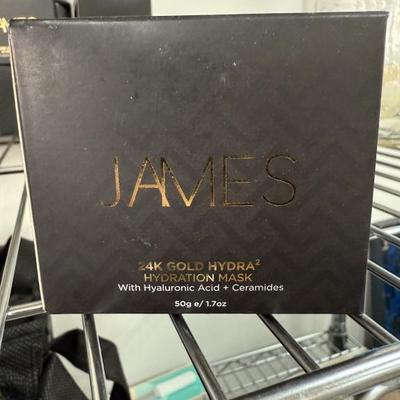 JAMES
24K GOLD HYDRA²
HYDRATION MASK
With Hyaluronic Acid + Ceramides
50g e/ 1.7oz